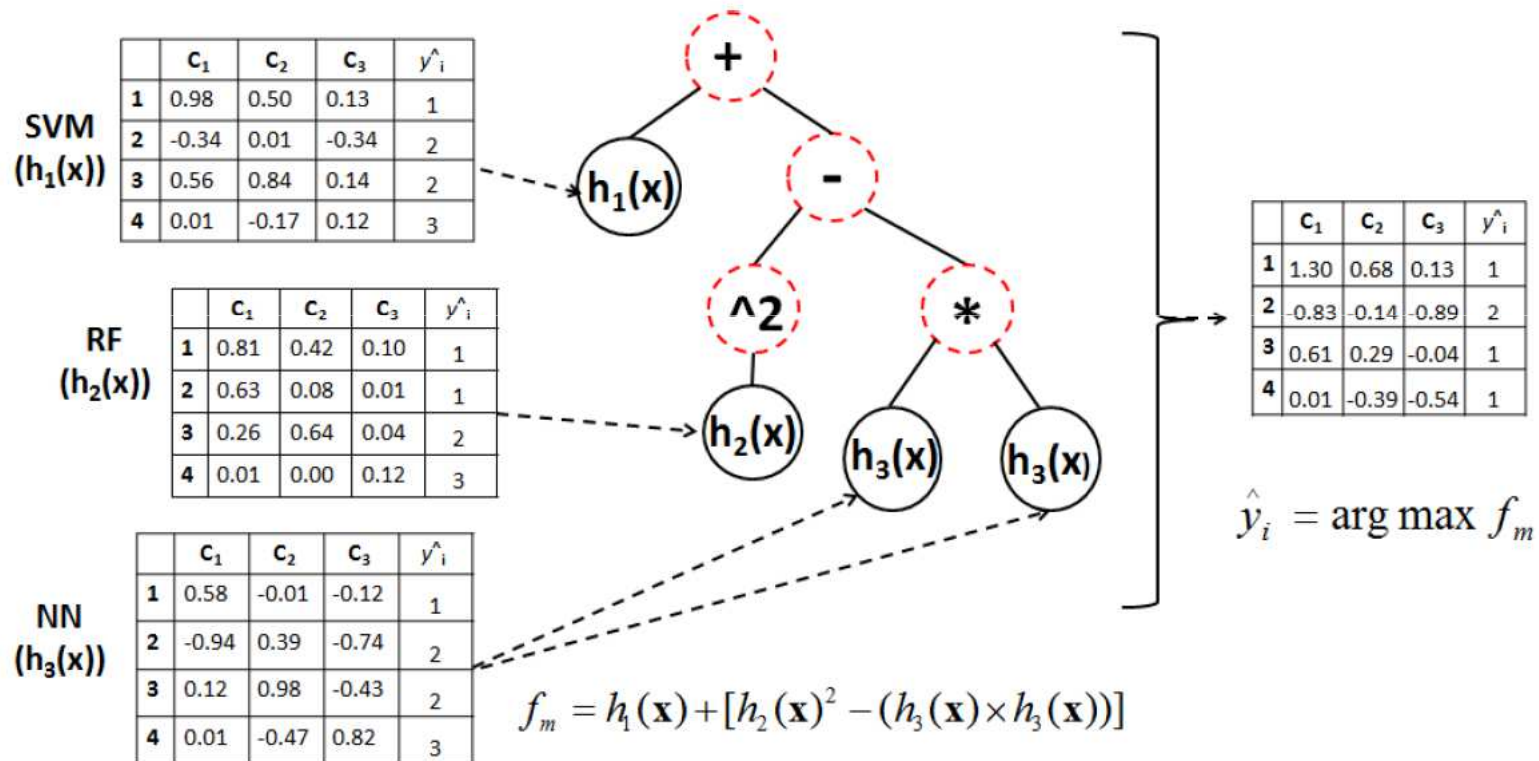 C₁ C₂ C₃ y^ᵢ
1 0.98 0.50 0.13 1
2 -0.34 0.01 -0.34 2
3 0.56 0.84 0.14 2
4 0.01 -0.17 0.12 3
SVM
(h₁(x))
C₁ C₂ C₃ y^ᵢ
1 0.81 0.42 0.10 1
2 0.63 0.08 0.01 1
3 0.26 0.64 0.04 2
4 0.01 0.00 0.12 3
RF
(h₂(x))
C₁ C₂ C₃ y^ᵢ
1 0.58 -0.01 -0.12 1
2 -0.94 0.39 -0.74 2
3 0.12 0.98 -0.43 2
4 0.01 -0.47 0.82 3
NN
(h₃(x))
+
h₁(x)
-
^2
*
h₂(x)
h₃(x)
h₃(x)
fₘ = h₁(x)+[h₂(x)² −(h₃(x)×h₃(x))]
C₁ C₂ C₃ y^ᵢ
1 1.30 0.68 0.13 1
2 -0.83 -0.14 -0.89 2
3 0.61 0.29 -0.04 1
4 0.01 -0.39 -0.54 1
ŷᵢ = arg max fₘ